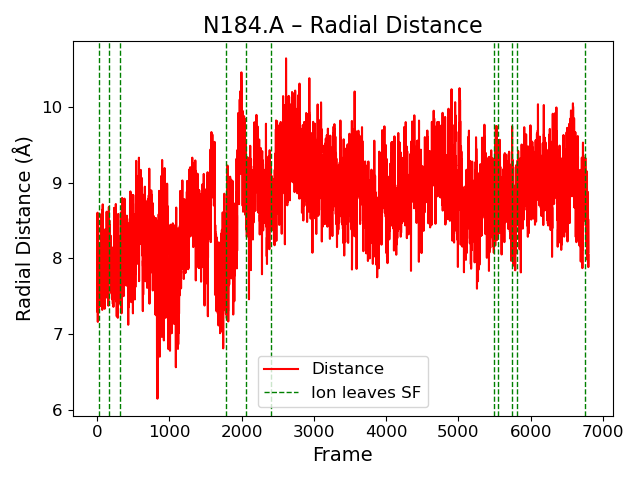 N184.A – Radial Distance
Radial Distance (Å)
10
9
8
7
6
Distance
Ion leaves SF
0 1000 2000 3000 4000 5000 6000 7000
Frame